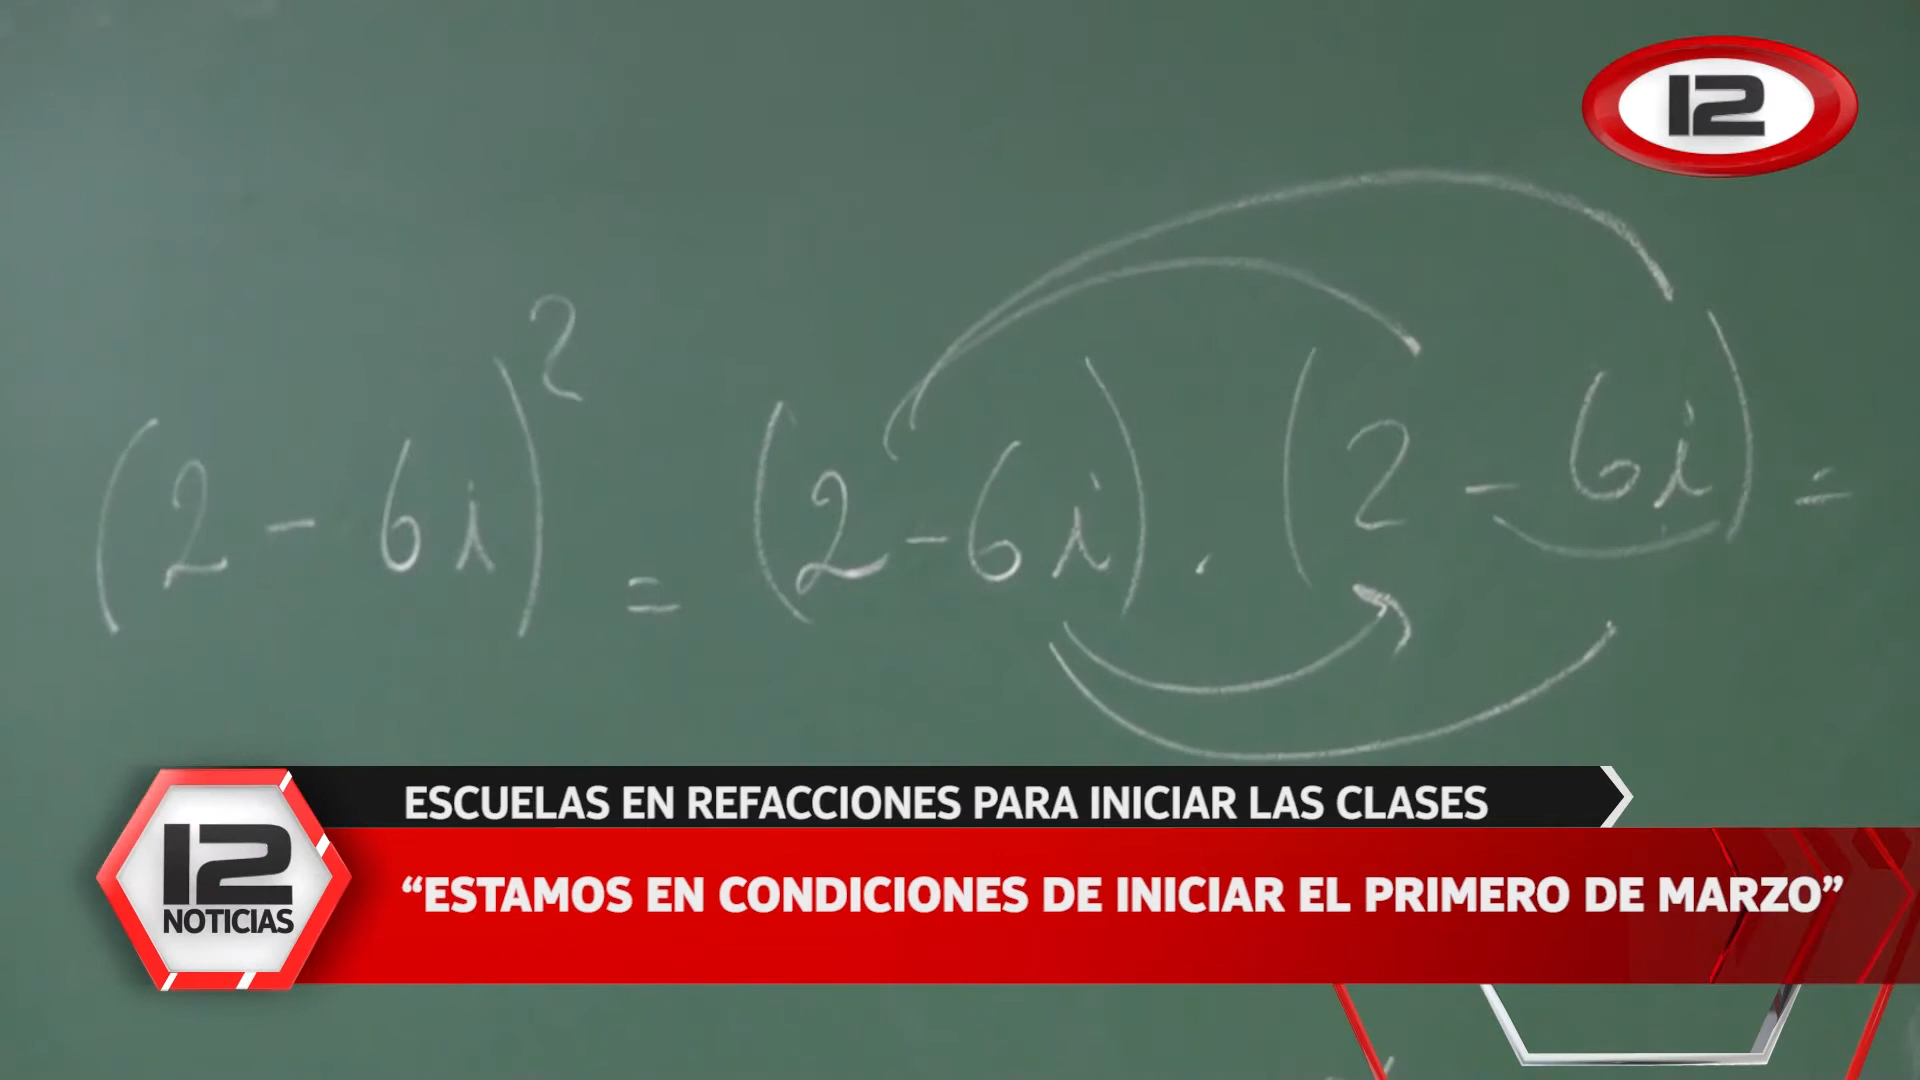 12
(2 - 6i)² = (2 - 6i) . (2 - 6i) =
ESCUELAS EN REFACCIONES PARA INICIAR LAS CLASES
12
NOTICIAS
“ESTAMOS EN CONDICIONES DE INICIAR EL PRIMERO DE MARZO”